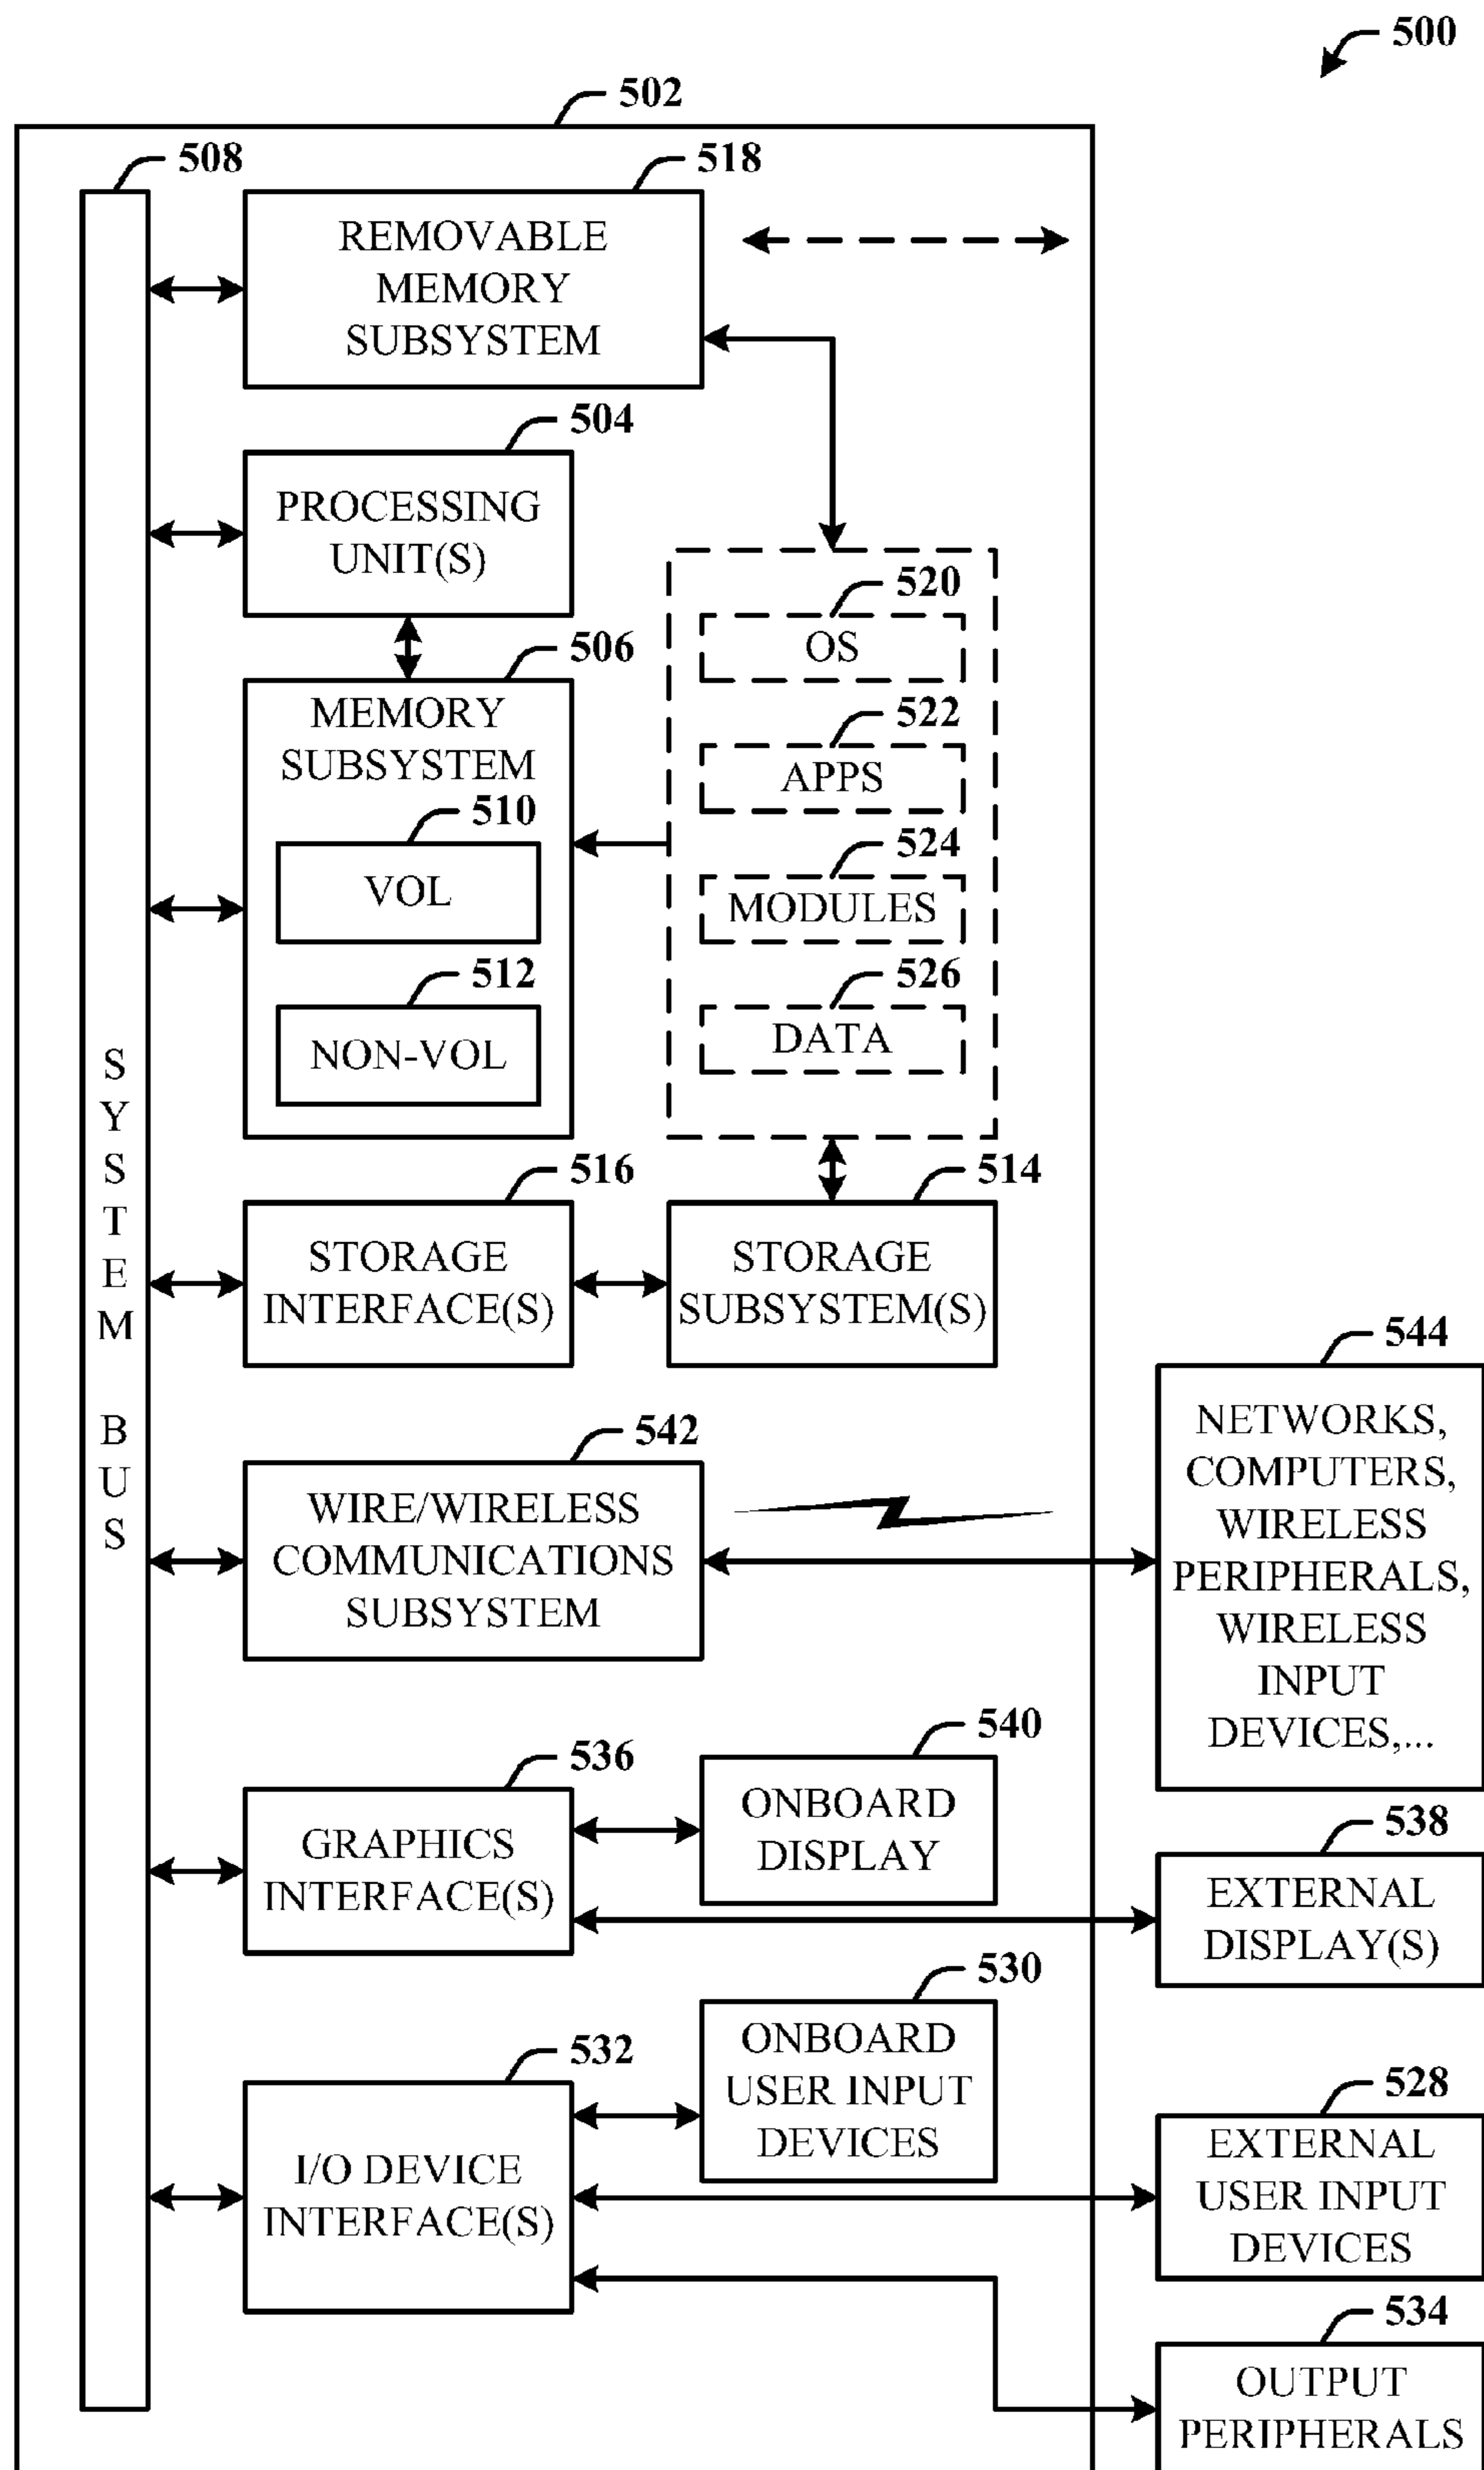 500
502
508
518
REMOVABLE
MEMORY
SUBSYSTEM
504
PROCESSING
UNIT(S)
520
OS
506
MEMORY
SUBSYSTEM
522
APPS
510
VOL
524
MODULES
512
NON-VOL
526
DATA
SYSTEM BUS
516
STORAGE
INTERFACE(S)
514
STORAGE
SUBSYSTEM(S)
544
NETWORKS,
COMPUTERS,
WIRELESS
PERIPHERALS,
WIRELESS
INPUT
DEVICES,...
542
WIRE/WIRELESS
COMMUNICATIONS
SUBSYSTEM
540
ONBOARD
DISPLAY
536
GRAPHICS
INTERFACE(S)
538
EXTERNAL
DISPLAY(S)
530
ONBOARD
USER INPUT
DEVICES
532
I/O DEVICE
INTERFACE(S)
528
EXTERNAL
USER INPUT
DEVICES
534
OUTPUT
PERIPHERALS